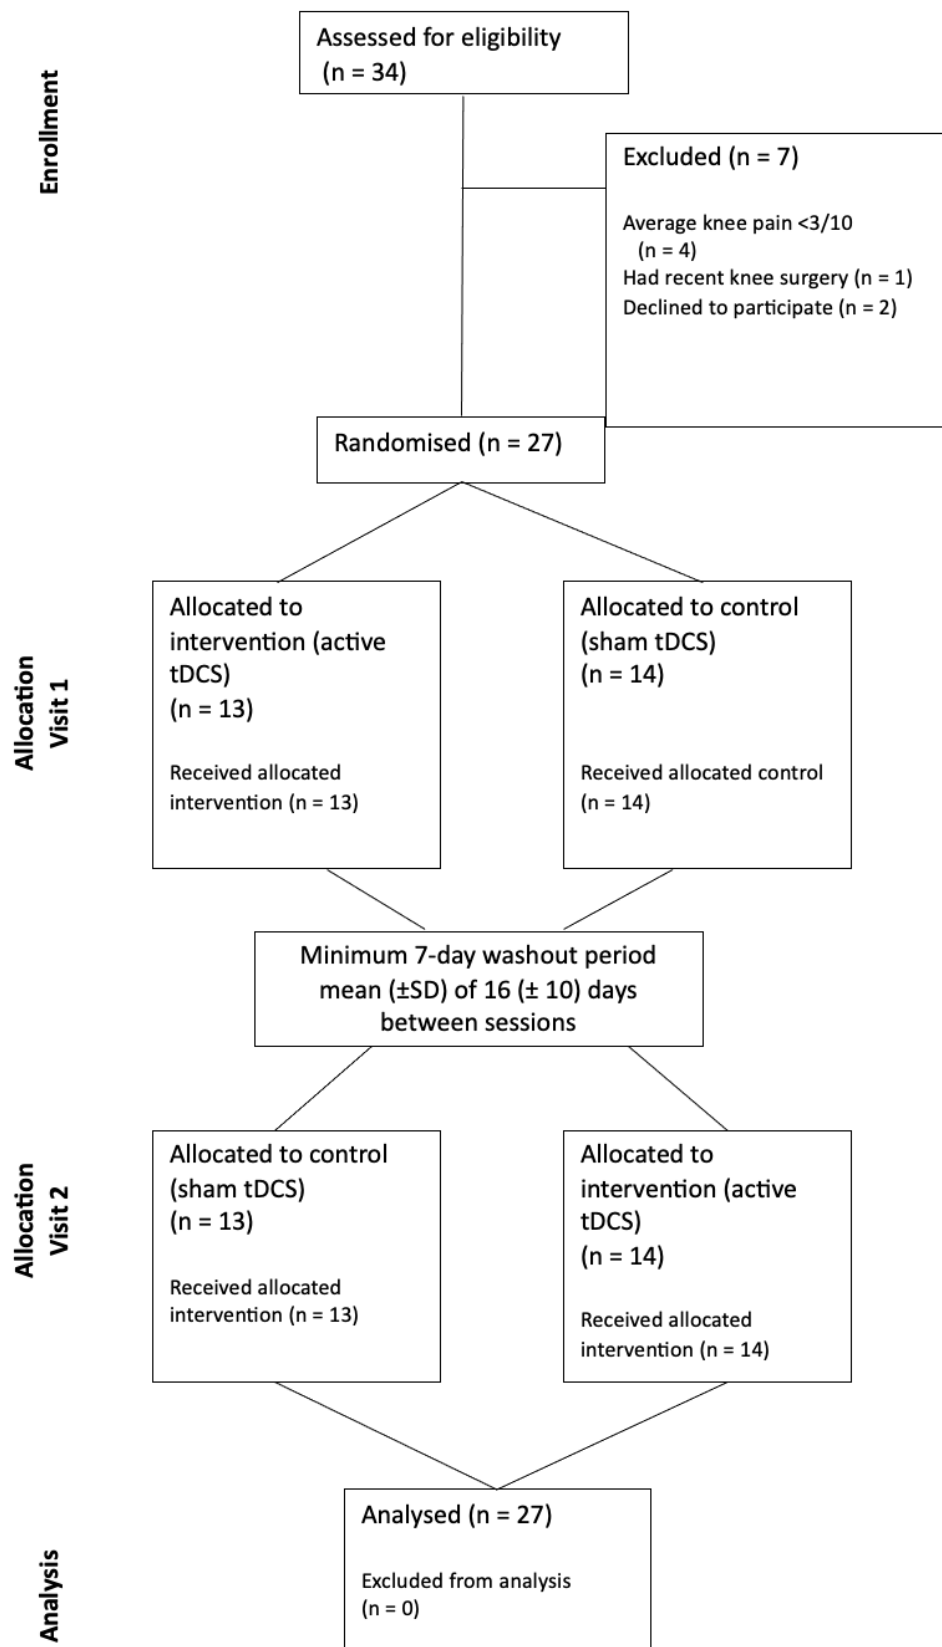 Enrollment
Assessed for eligibility
(n = 34)
Excluded (n = 7)
Average knee pain <3/10
(n = 4)
Had recent knee surgery (n = 1)
Declined to participate (n = 2)
Randomised (n = 27)
Allocation
Visit 1
Allocated to
intervention (active
tDCS)
(n = 13)
Received allocated
intervention (n = 13)
Allocated to control
(sham tDCS)
(n = 14)
Received allocated control
(n = 14)
Minimum 7-day washout period
mean (±SD) of 16 (± 10) days
between sessions
Allocation
Visit 2
Allocated to control
(sham tDCS)
(n = 13)
Received allocated
intervention (n = 13)
Allocated to
intervention (active
tDCS)
(n = 14)
Received allocated
intervention (n = 14)
Analysis
Analysed (n = 27)
Excluded from analysis
(n = 0)